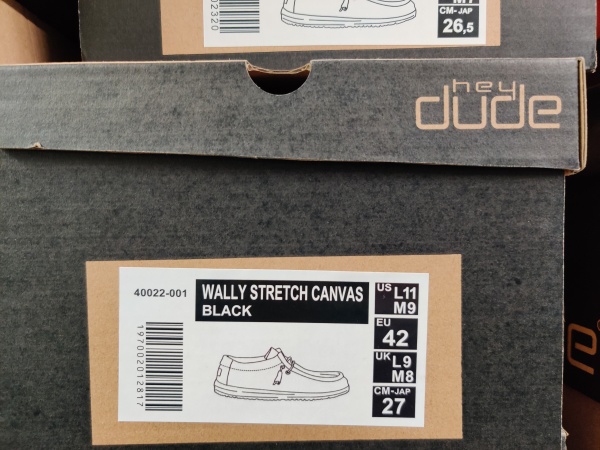 M7
CM-JAP
26,5
hey
dude
40022-001
WALLY STRETCH CANVAS
BLACK
US L11
M9
EU
42
UK L9
M8
CM-JAP
27
197002012817